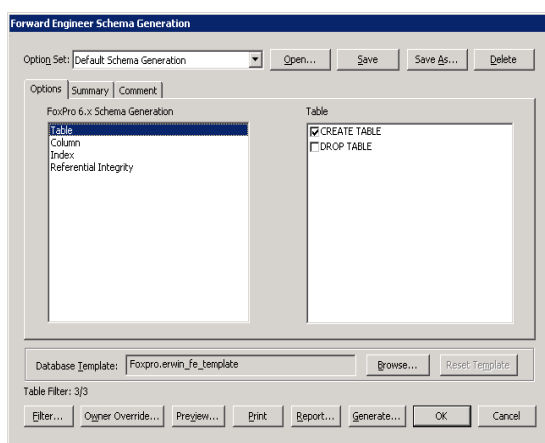 Forward Engineer Schema Generation
Option Set: Default Schema Generation Open... Save Save As... Delete
Options Summary Comment
FoxPro 6.x Schema Generation Table
Table CREATE TABLE
Column DROP TABLE
Index
Referential Integrity
Database Template: Foxpro.erwin_fe_template Browse... Reset Template
Table Filter: 3/3
Filter... Owner Override... Preview... Print Report... Generate... OK Cancel